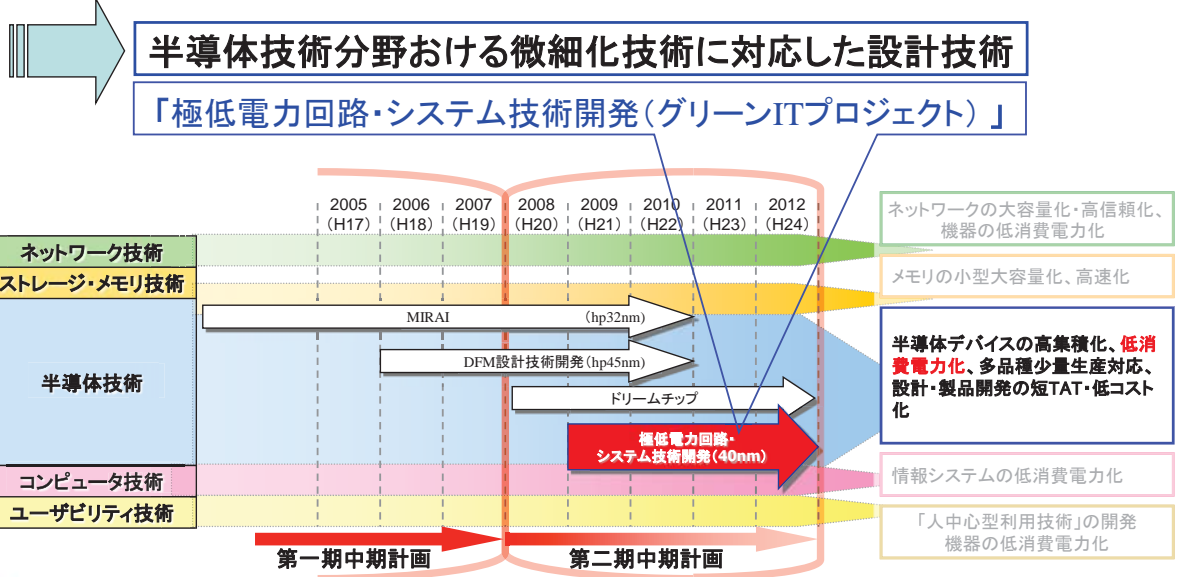 半導体技術分野おける微細化技術に対応した設計技術
「極低電力回路・システム技術開発(グリーンITプロジェクト)」
2005 2006 2007 2008 2009 2010 2011 2012
(H17) (H18) (H19) (H20) (H21) (H22) (H23) (H24)
ネットワーク技術
ネットワークの大容量化・高信頼化、
機器の低消費電力化
ストレージ・メモリ技術
メモリの小型大容量化、高速化
半導体技術
MIRAI (hp32nm)
DFM設計技術開発(hp45nm)
ドリームチップ
極低電力回路・
システム技術開発(40nm)
半導体デバイスの高集積化、低消
費電力化、多品種少量生産対応、
設計・製品開発の短TAT・低コスト
化
コンピュータ技術
情報システムの低消費電力化
ユーザビリティ技術
「人中心型利用技術」の開発
機器の低消費電力化
第一期中期計画
第二期中期計画